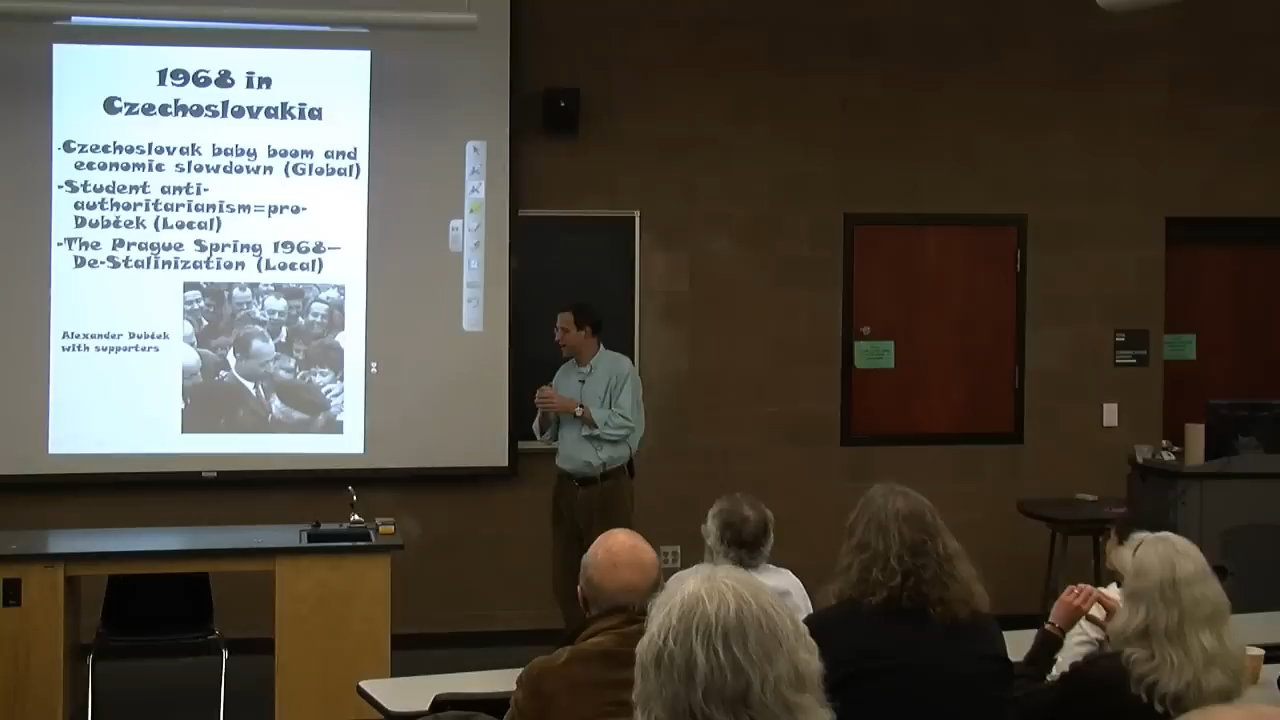 1968 in
Czechoslovakia
-Czechoslovak baby boom and
economic slowdown (Global)
-Student anti-
authoritarianism=pro-
Dubček (Local)
-The Prague Spring 1968—
De-Stalinization (Local)
Alexander Dubček
with supporters